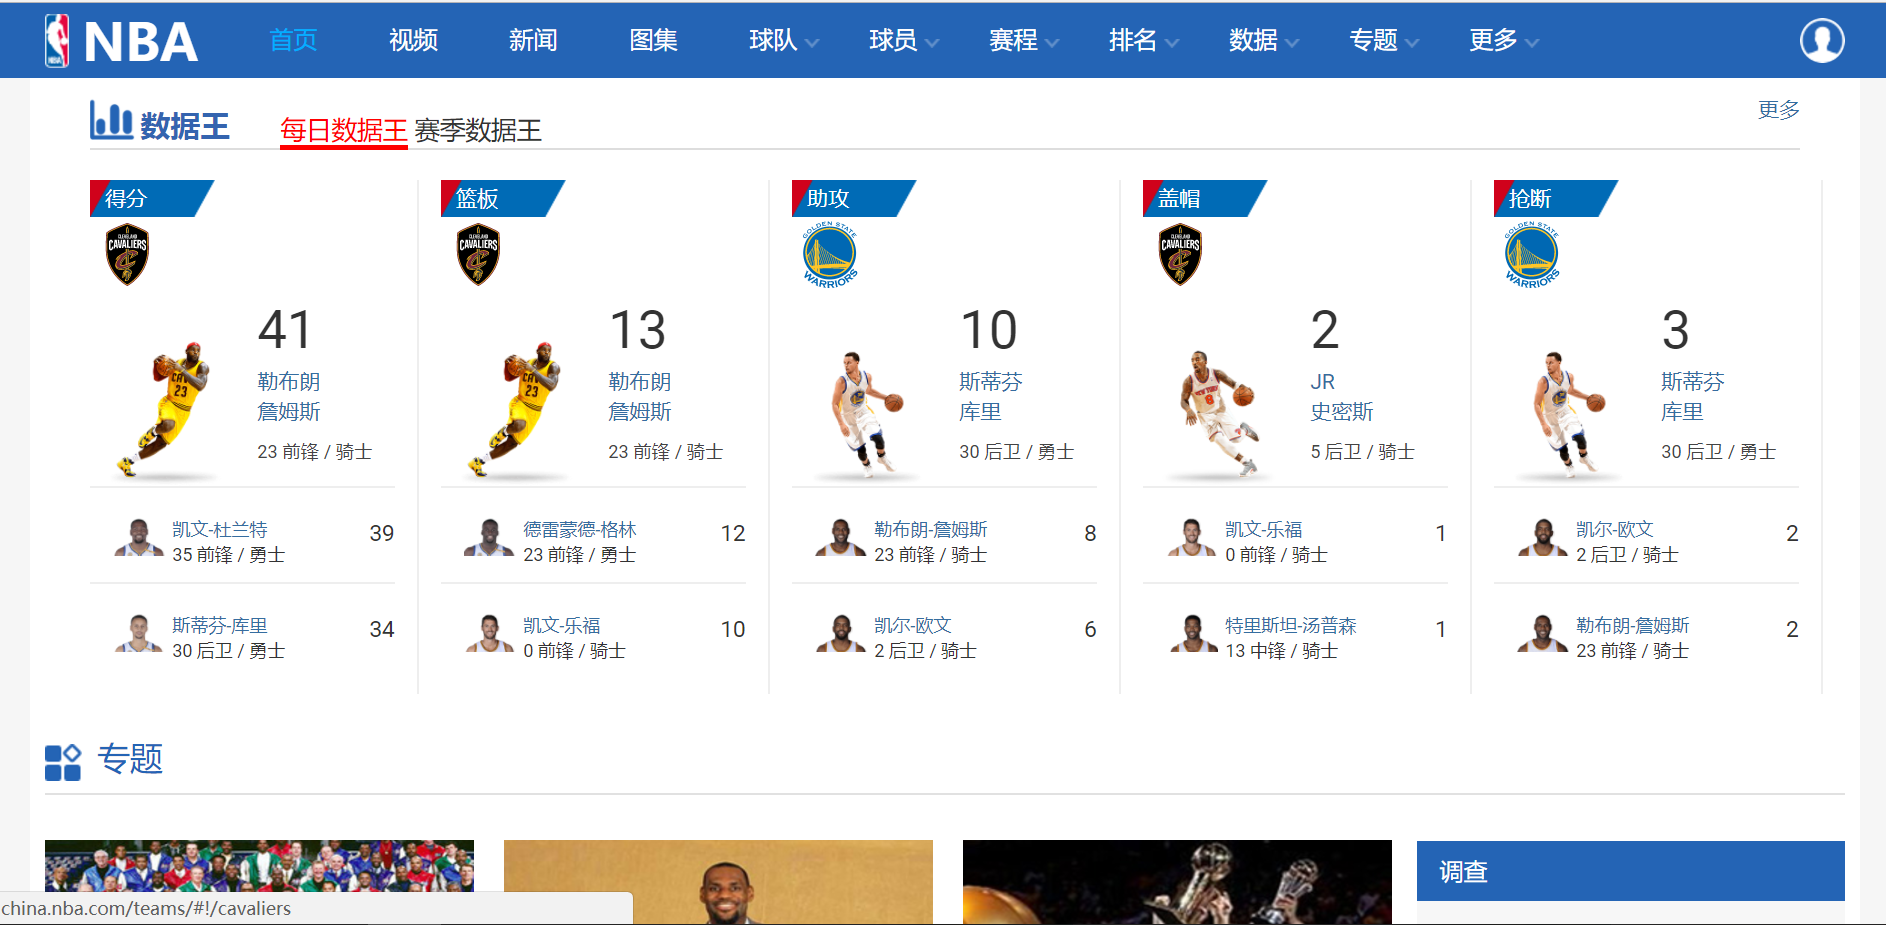 NBA 首页 视频 新闻 图集 球队 球员 赛程 排名 数据 专题 更多
数据王 每日数据王 赛季数据王 更多
得分
CLEVELAND
CAVALIERS
41
勒布朗
詹姆斯
23 前锋 / 骑士
凯文-杜兰特 39
35 前锋 / 勇士
斯蒂芬-库里 34
30 后卫 / 勇士
篮板
CLEVELAND
CAVALIERS
13
勒布朗
詹姆斯
23 前锋 / 骑士
德雷蒙德-格林 12
23 前锋 / 勇士
凯文-乐福 10
0 前锋 / 骑士
助攻
GOLDEN STATE
WARRIORS
10
斯蒂芬
库里
30 后卫 / 勇士
勒布朗-詹姆斯 8
23 前锋 / 骑士
凯尔-欧文 6
2 后卫 / 骑士
盖帽
CLEVELAND
CAVALIERS
2
JR
史密斯
5 后卫 / 骑士
凯文-乐福 1
0 前锋 / 骑士
特里斯坦-汤普森 1
13 中锋 / 骑士
抢断
GOLDEN STATE
WARRIORS
3
斯蒂芬
库里
30 后卫 / 勇士
凯尔-欧文 2
2 后卫 / 骑士
勒布朗-詹姆斯 2
23 前锋 / 骑士
专题
调查
china.nba.com/teams/#!/cavaliers